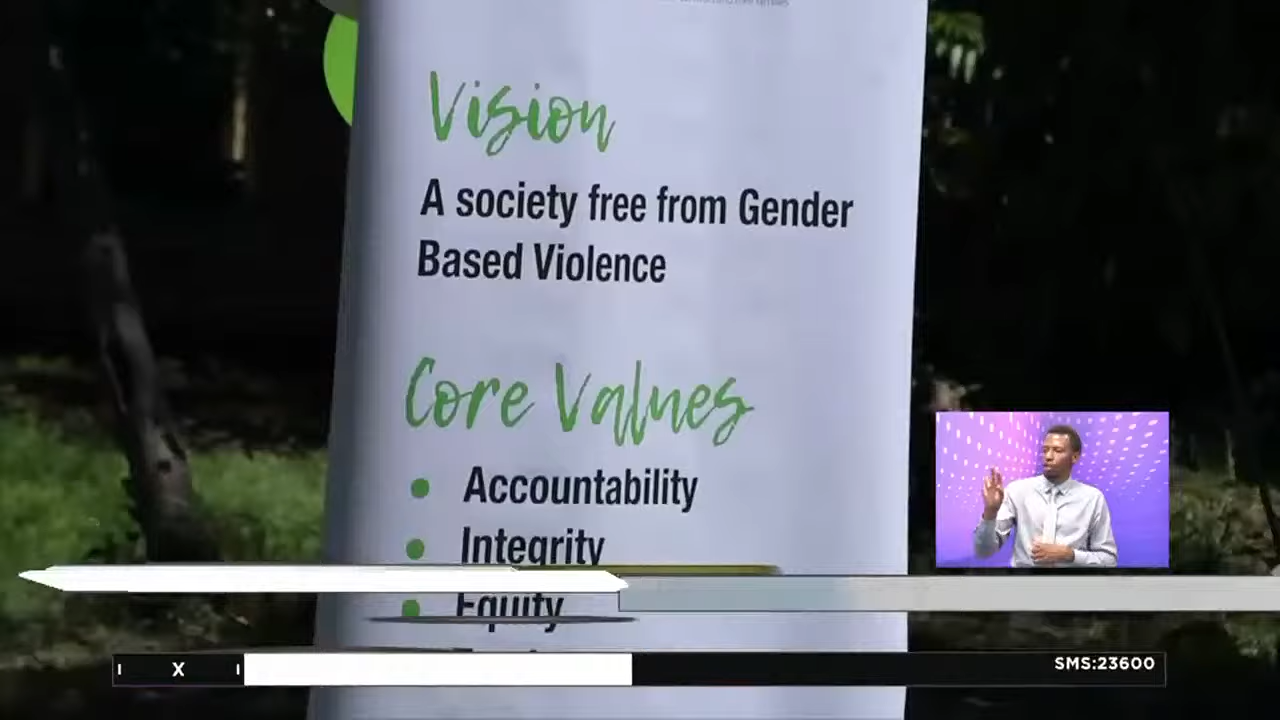 Vision
A society free from Gender
Based Violence
Core Values
Accountability
Integrity
Equity
X
SMS:23600